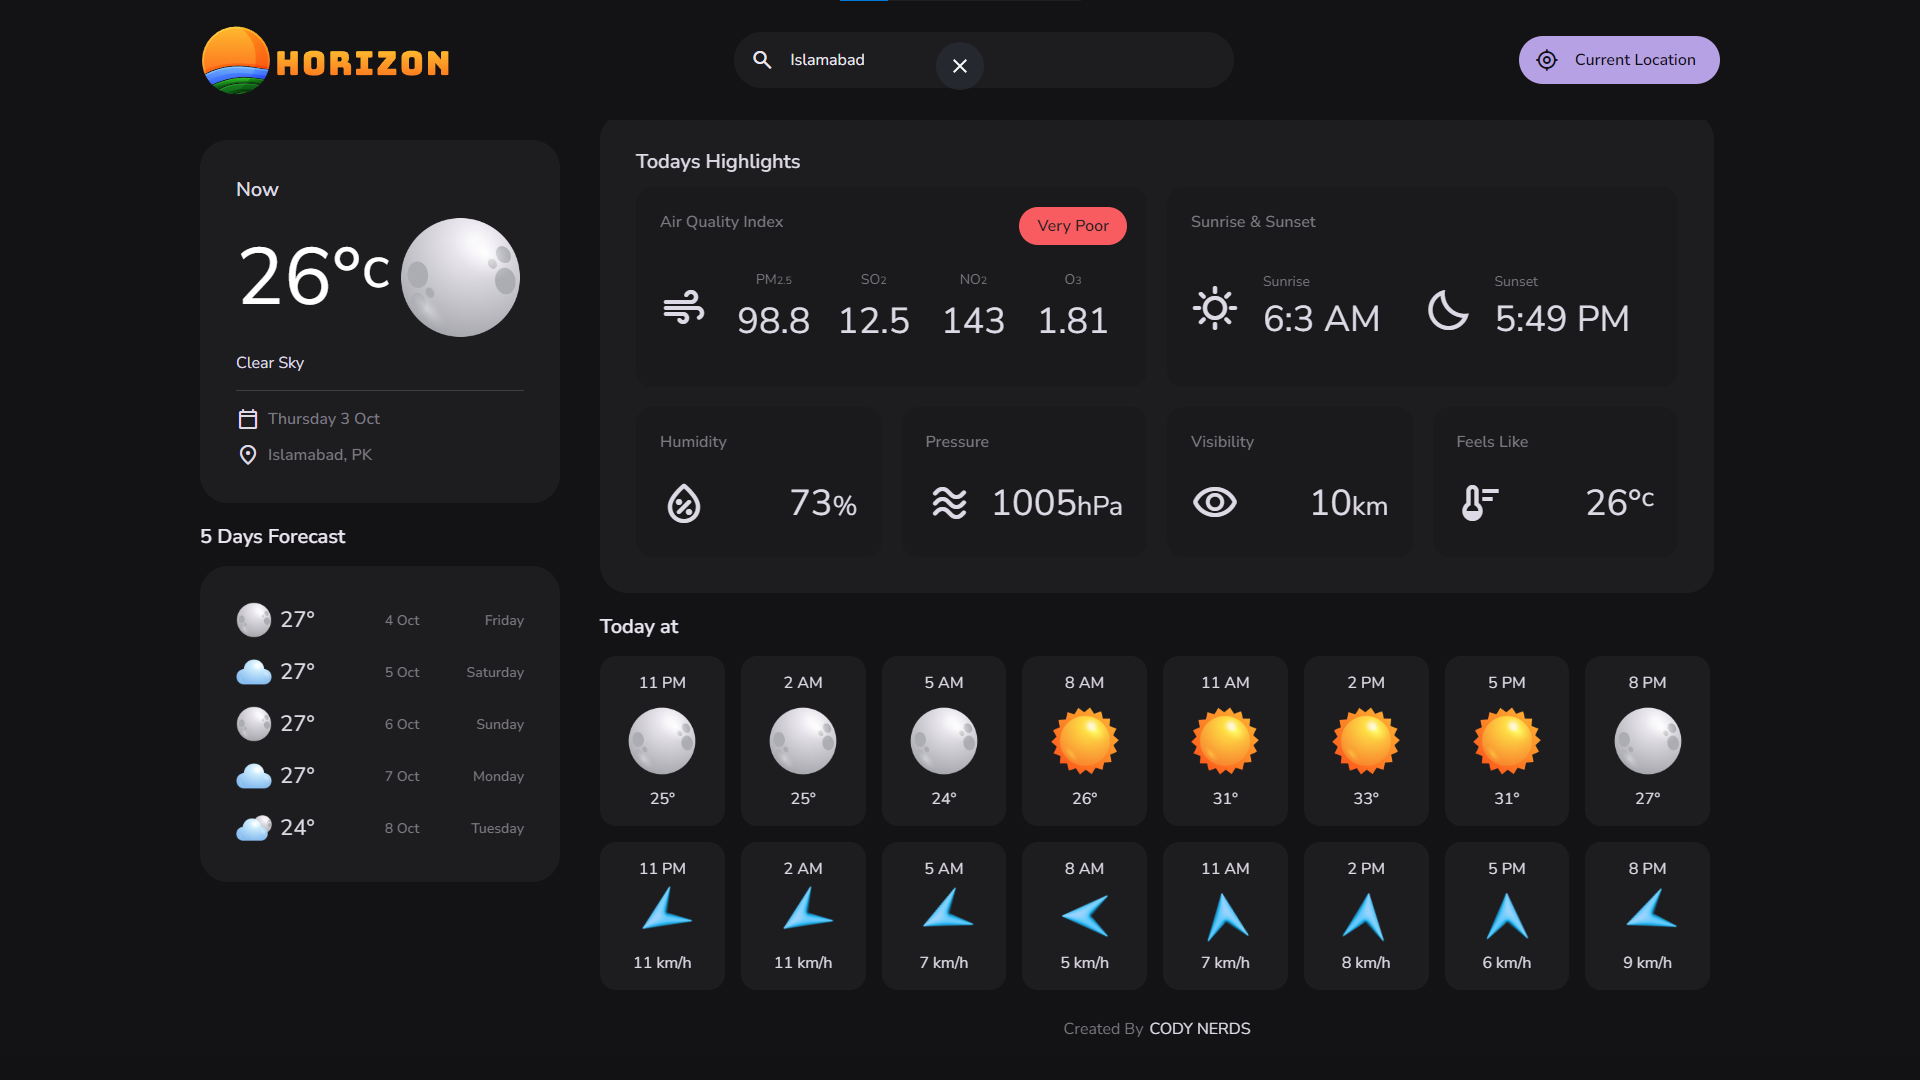 HORIZON
Islamabad
Current Location
Now
26°c
Clear Sky
Thursday 3 Oct
Islamabad, PK
5 Days Forecast
27° 4 Oct Friday
27° 5 Oct Saturday
27° 6 Oct Sunday
27° 7 Oct Monday
24° 8 Oct Tuesday
Todays Highlights
Air Quality Index
Very Poor
PM2.5 SO2 NO2 O3
98.8 12.5 143 1.81
Sunrise & Sunset
Sunrise Sunset
6:3 AM 5:49 PM
Humidity
73%
Pressure
1005hPa
Visibility
10km
Feels Like
26°c
Today at
11 PM 2 AM 5 AM 8 AM 11 AM 2 PM 5 PM 8 PM
25° 25° 24° 26° 31° 33° 31° 27°
11 PM 2 AM 5 AM 8 AM 11 AM 2 PM 5 PM 8 PM
11 km/h 11 km/h 7 km/h 5 km/h 7 km/h 8 km/h 6 km/h 9 km/h
Created By CODY NERDS